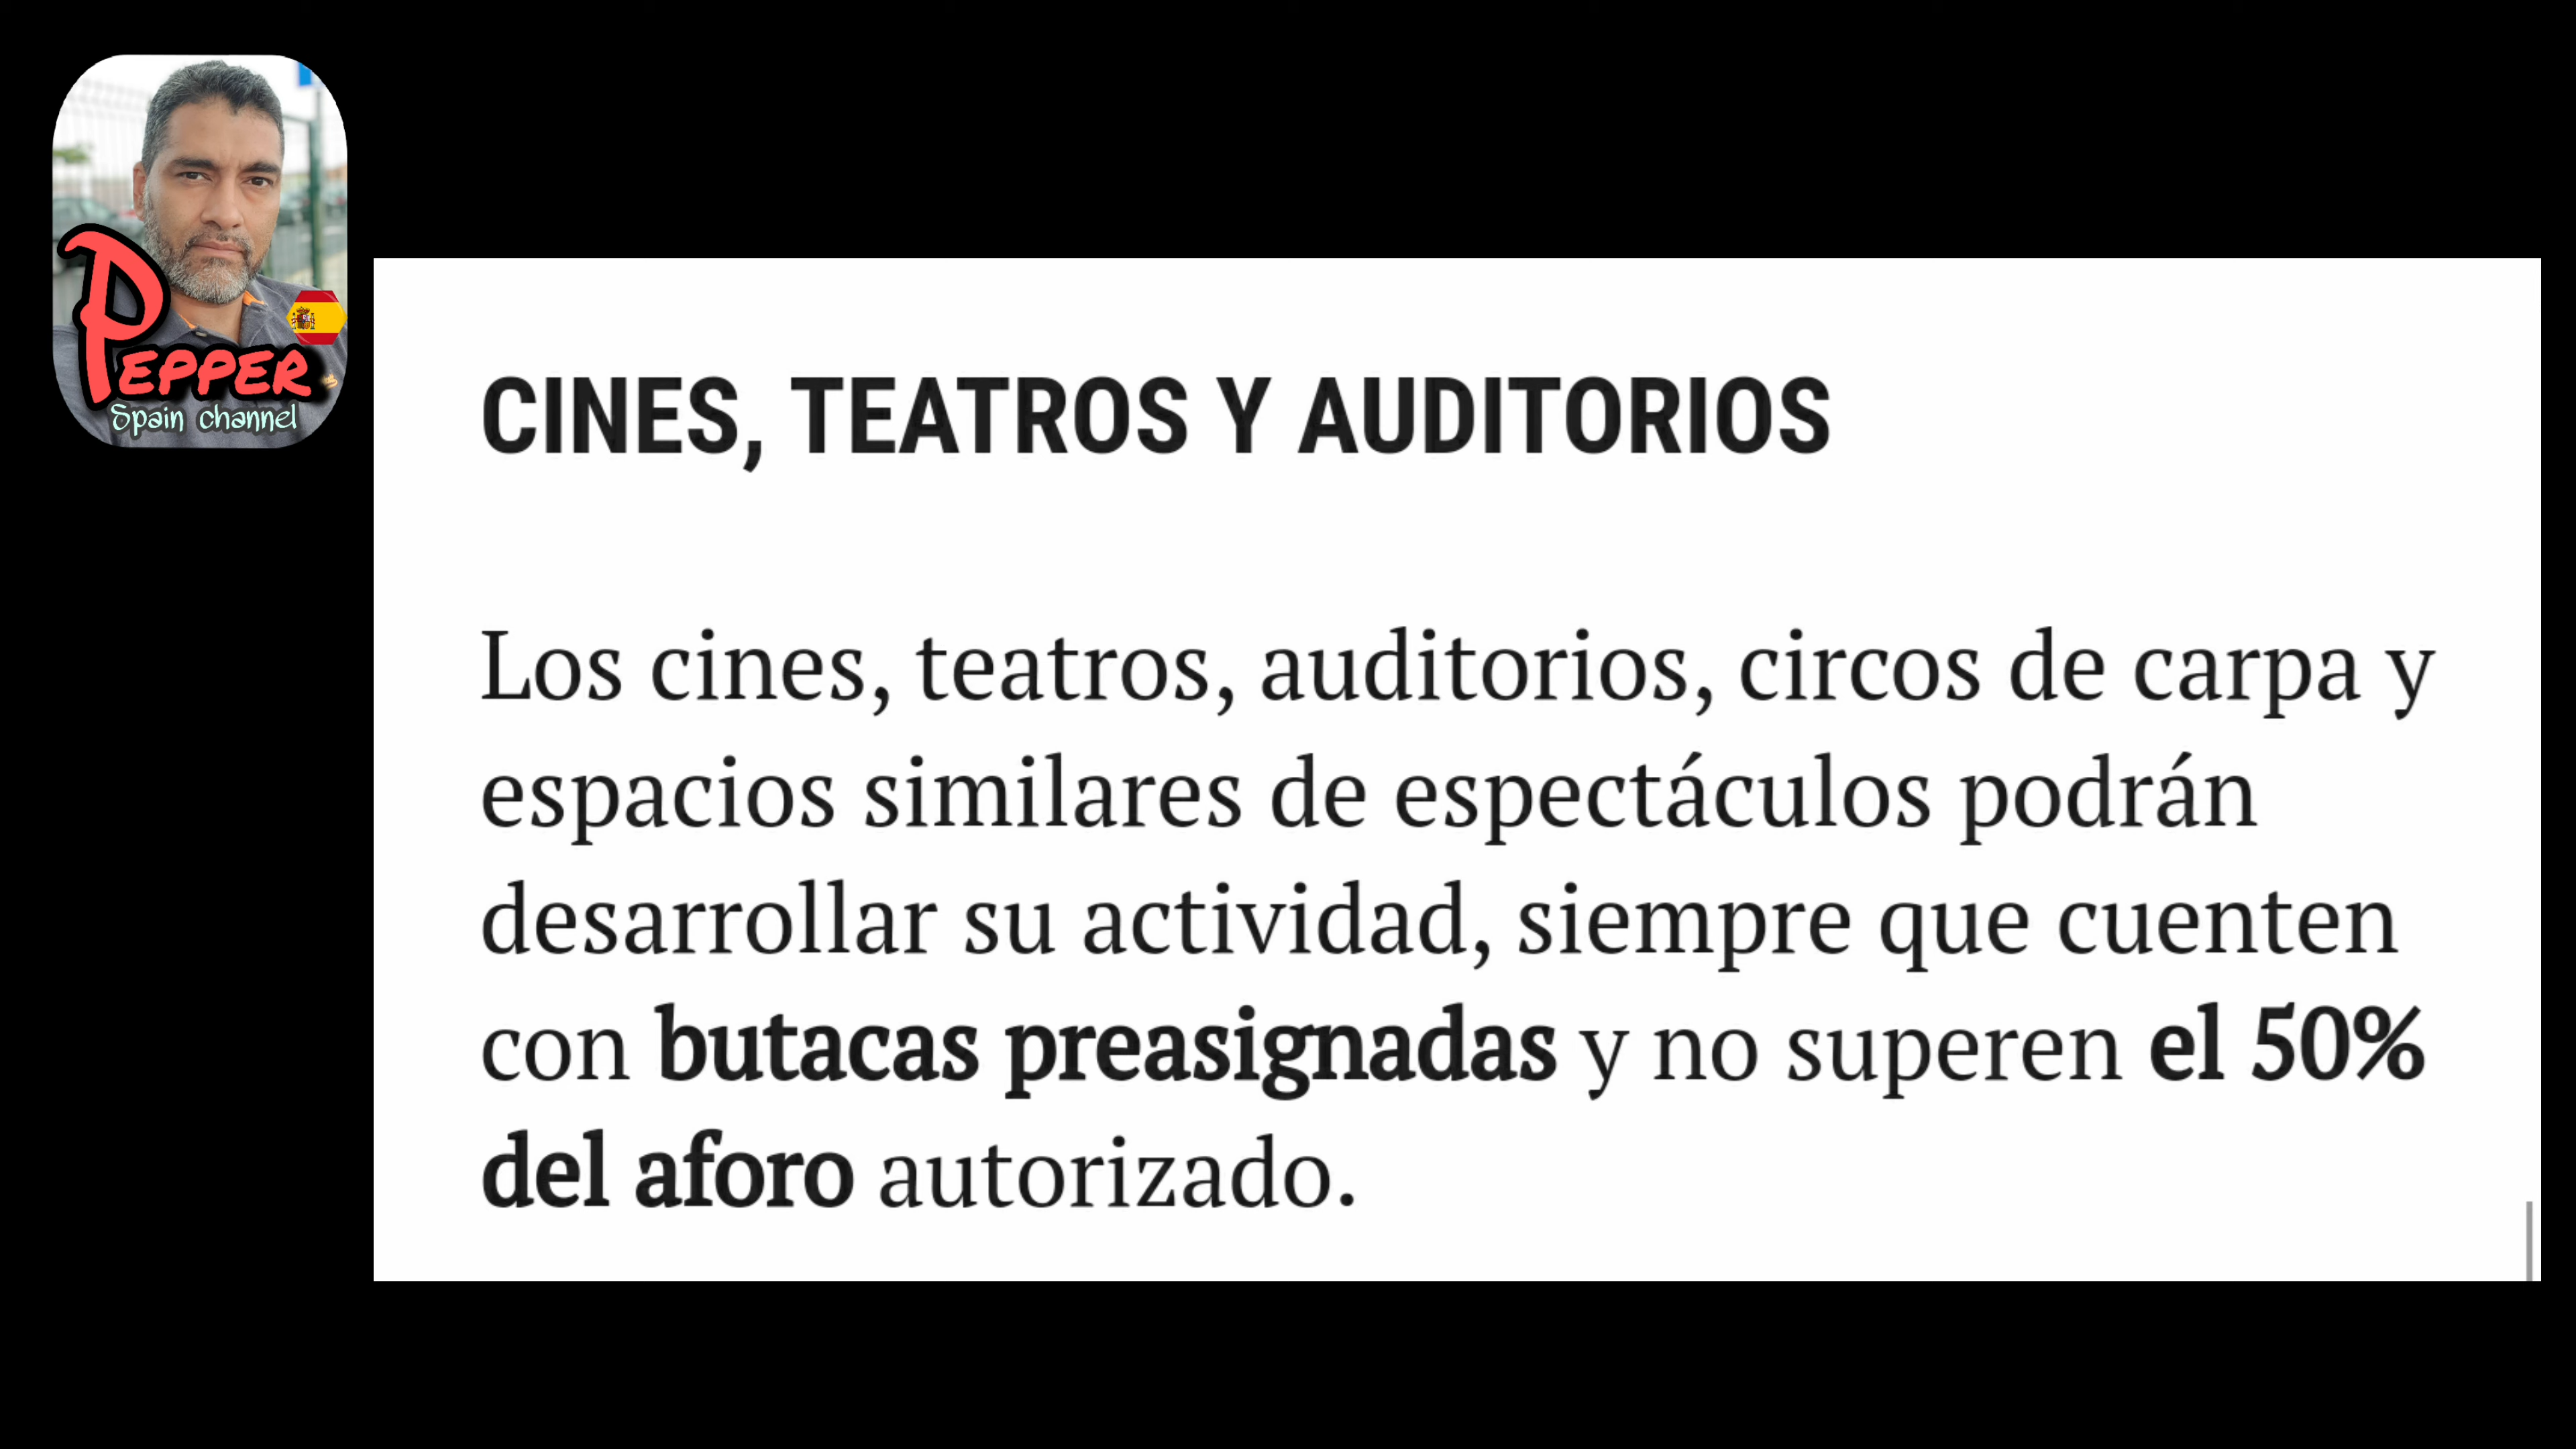 PEPPER
Spain channel
CINES, TEATROS Y AUDITORIOS
Los cines, teatros, auditorios, circos de carpa y
espacios similares de espectáculos podrán
desarrollar su actividad, siempre que cuenten
con butacas preasignadas y no superen el 50%
del aforo autorizado.